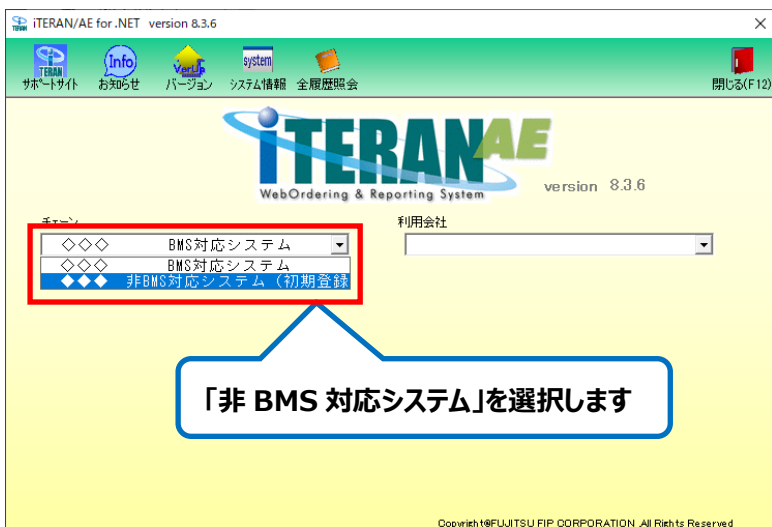 iTERAN/AE for .NET version 8.3.6
TERAN
Info
VerUp
system
サポートサイト お知らせ バージョン システム情報 全履歴照会 閉じる(F12)
iTERANAE
WebOrdering & Reporting System
version 8.3.6
チェーン 利用会社
◇◇◇ BMS対応システム
◇◇◇ BMS対応システム
◆◆◆ 非BMS対応システム（初期登録
「非 BMS 対応システム」を選択します
Copyright©FUJITSU FIP CORPORATION ,All Rights Reserved